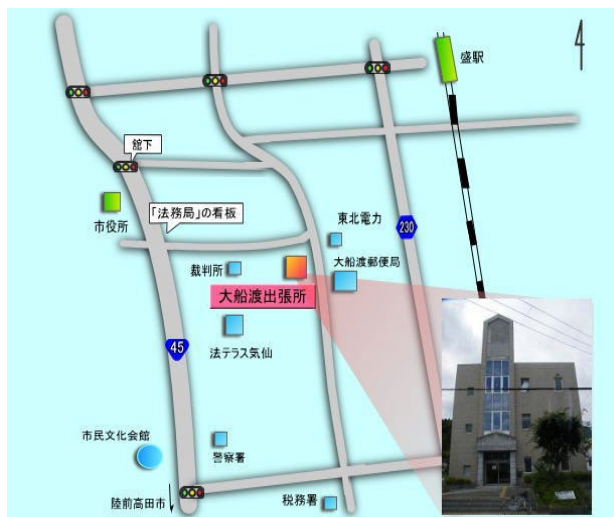 4
盛駅
舘下
「法務局」の看板
市役所
東北電力
230
大船渡郵便局
裁判所
大船渡出張所
法テラス気仙
45
市民文化会館
警察署
陸前高田市
税務署